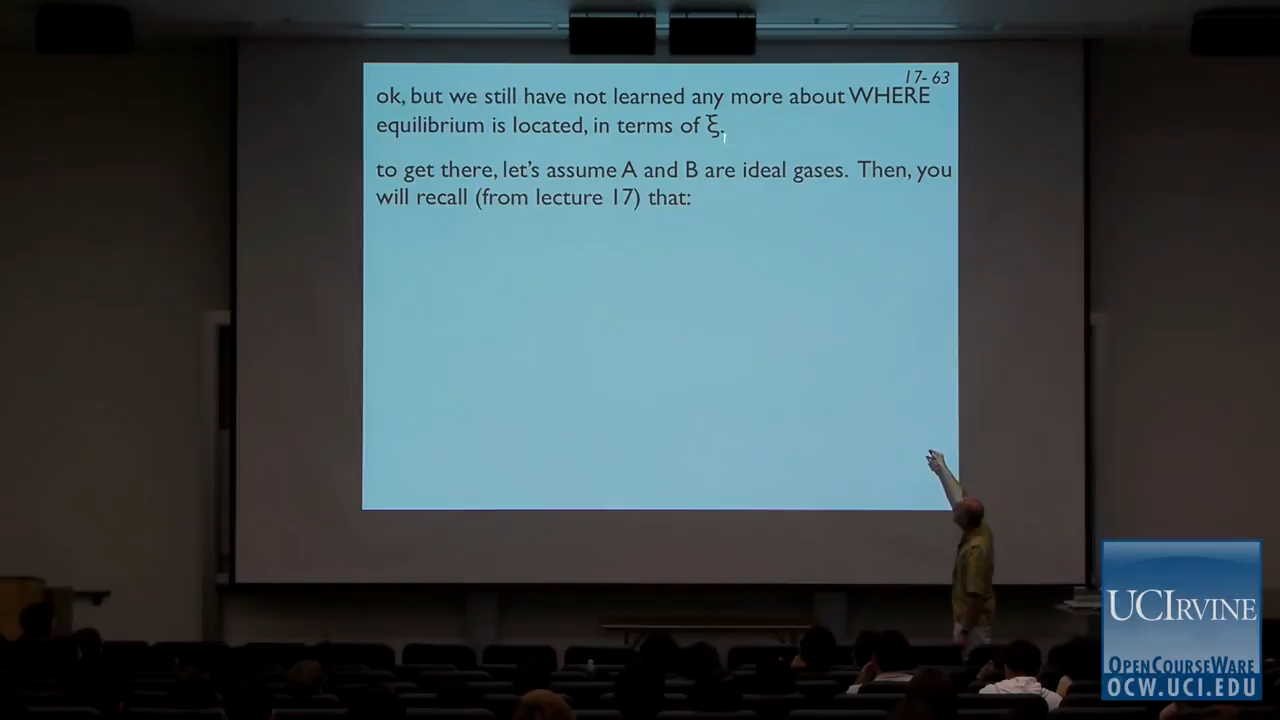 17- 63
ok, but we still have not learned any more about WHERE
equilibrium is located, in terms of ξ.
to get there, let's assume A and B are ideal gases. Then, you
will recall (from lecture 17) that:
UCIRVINE
OPENCOURSEWARE
OCW.UCI.EDU